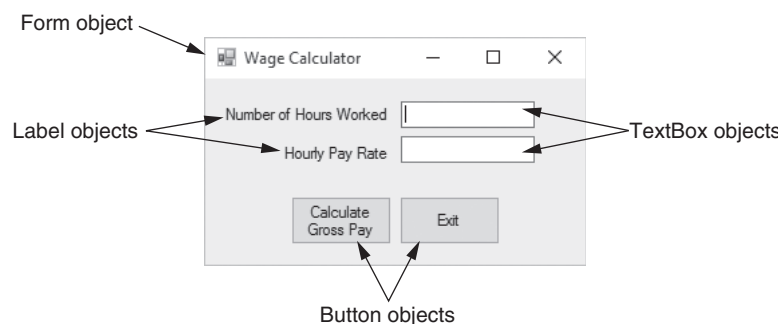 Form object
Wage Calculator
Number of Hours Worked
Label objects
TextBox objects
Hourly Pay Rate
Calculate
Gross Pay
Exit
Button objects